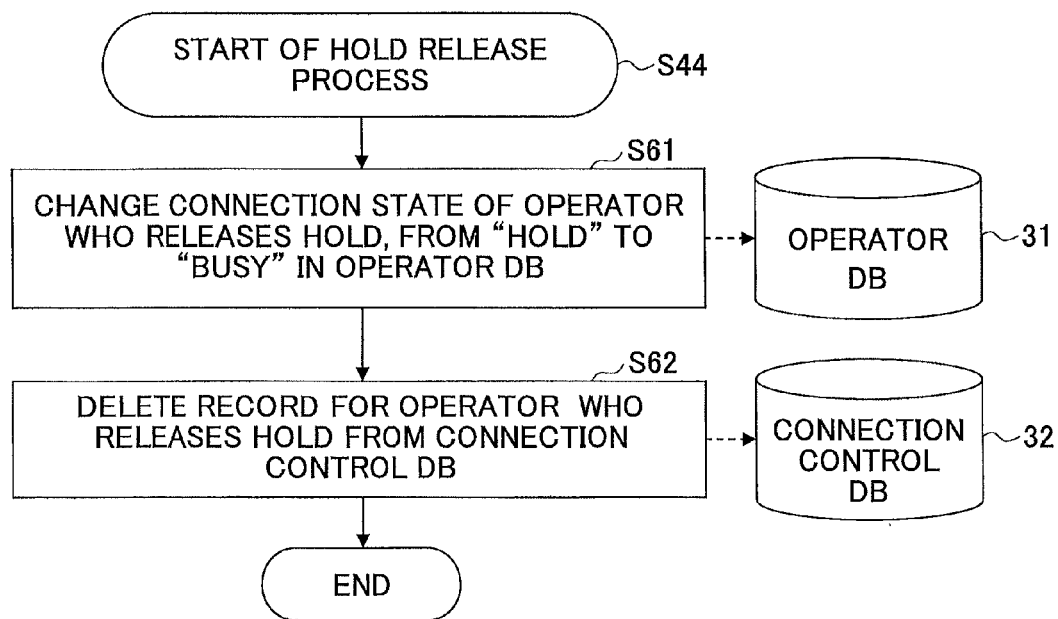 START OF HOLD RELEASE
PROCESS
S44
S61
CHANGE CONNECTION STATE OF OPERATOR
WHO RELEASES HOLD, FROM “HOLD” TO
“BUSY” IN OPERATOR DB
OPERATOR
DB
31
S62
DELETE RECORD FOR OPERATOR WHO
RELEASES HOLD FROM CONNECTION
CONTROL DB
CONNECTION
CONTROL
DB
32
END